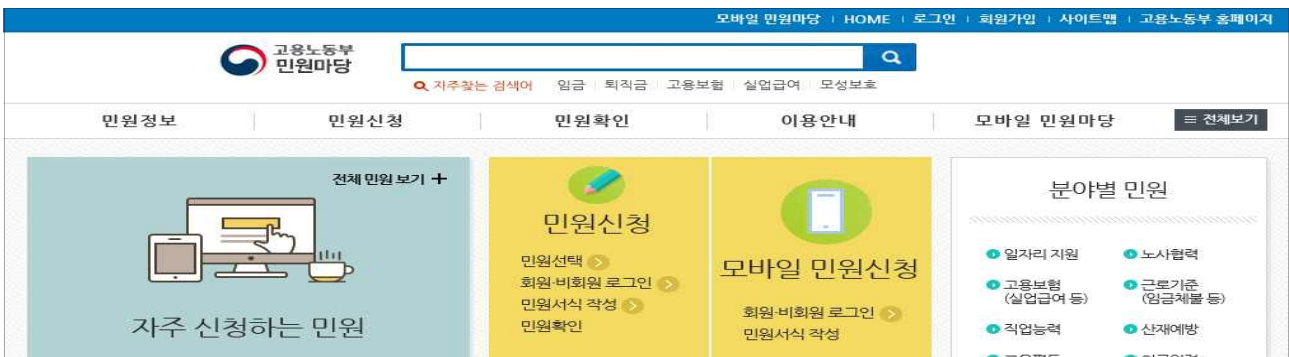 모바일 민원마당 | HOME | 로그인 | 회원가입 | 사이트맵 | 고용노동부 홈페이지
고용노동부
민원마당
자주찾는 검색어 임금 퇴직금 고용보험 실업급여 모성보호
민원정보 민원신청 민원확인 이용안내 모바일 민원마당 전체보기
전체 민원 보기 +
자주 신청하는 민원
민원신청
민원선택
회원·비회원 로그인
민원서식 작성
민원확인
모바일 민원신청
회원·비회원 로그인
민원서식 작성
분야별 민원
일자리 지원 노사협력
고용보험 근로기준
(실업급여 등) (임금체불 등)
직업능력 산재예방